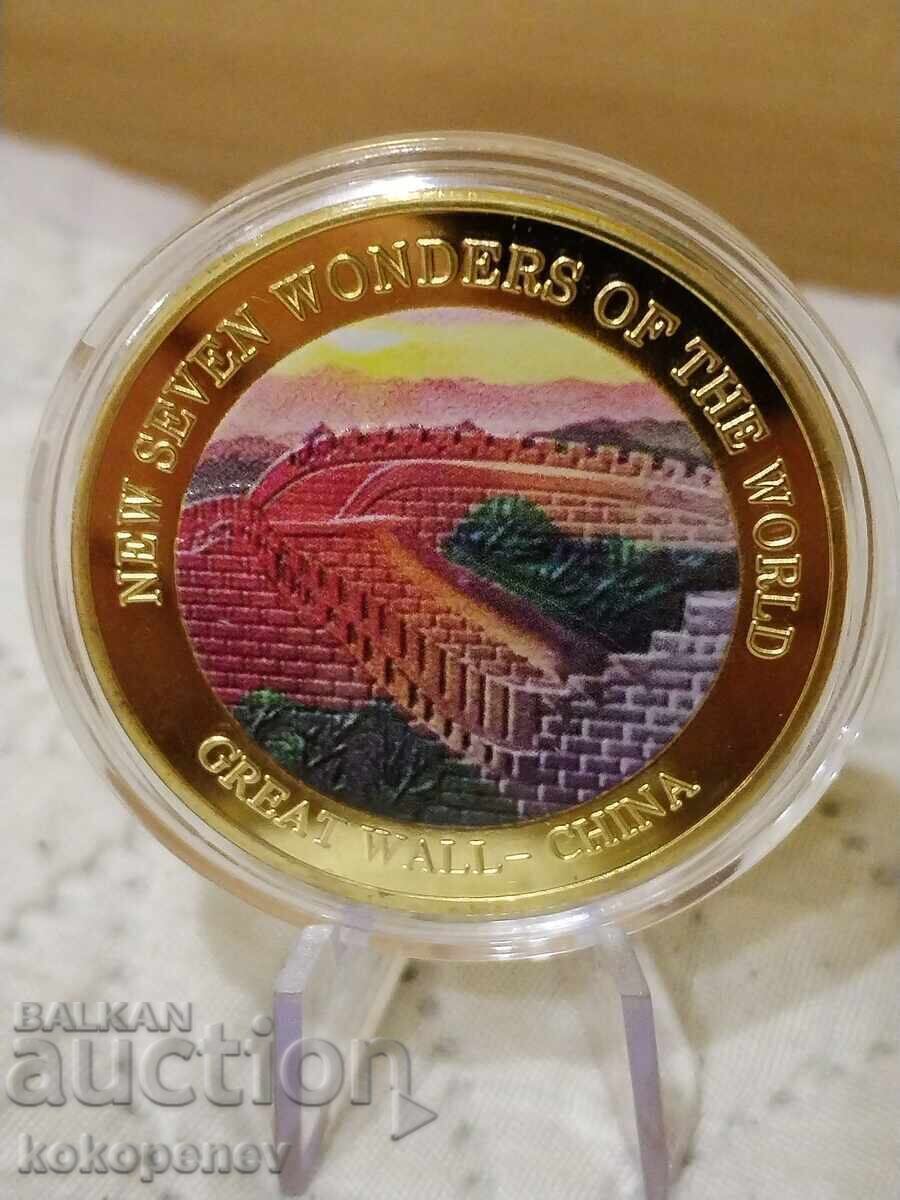 NEW SEVEN WONDERS OF THE WORLD
GREAT WALL- CHINA
BALKAN
auction
kokopenev